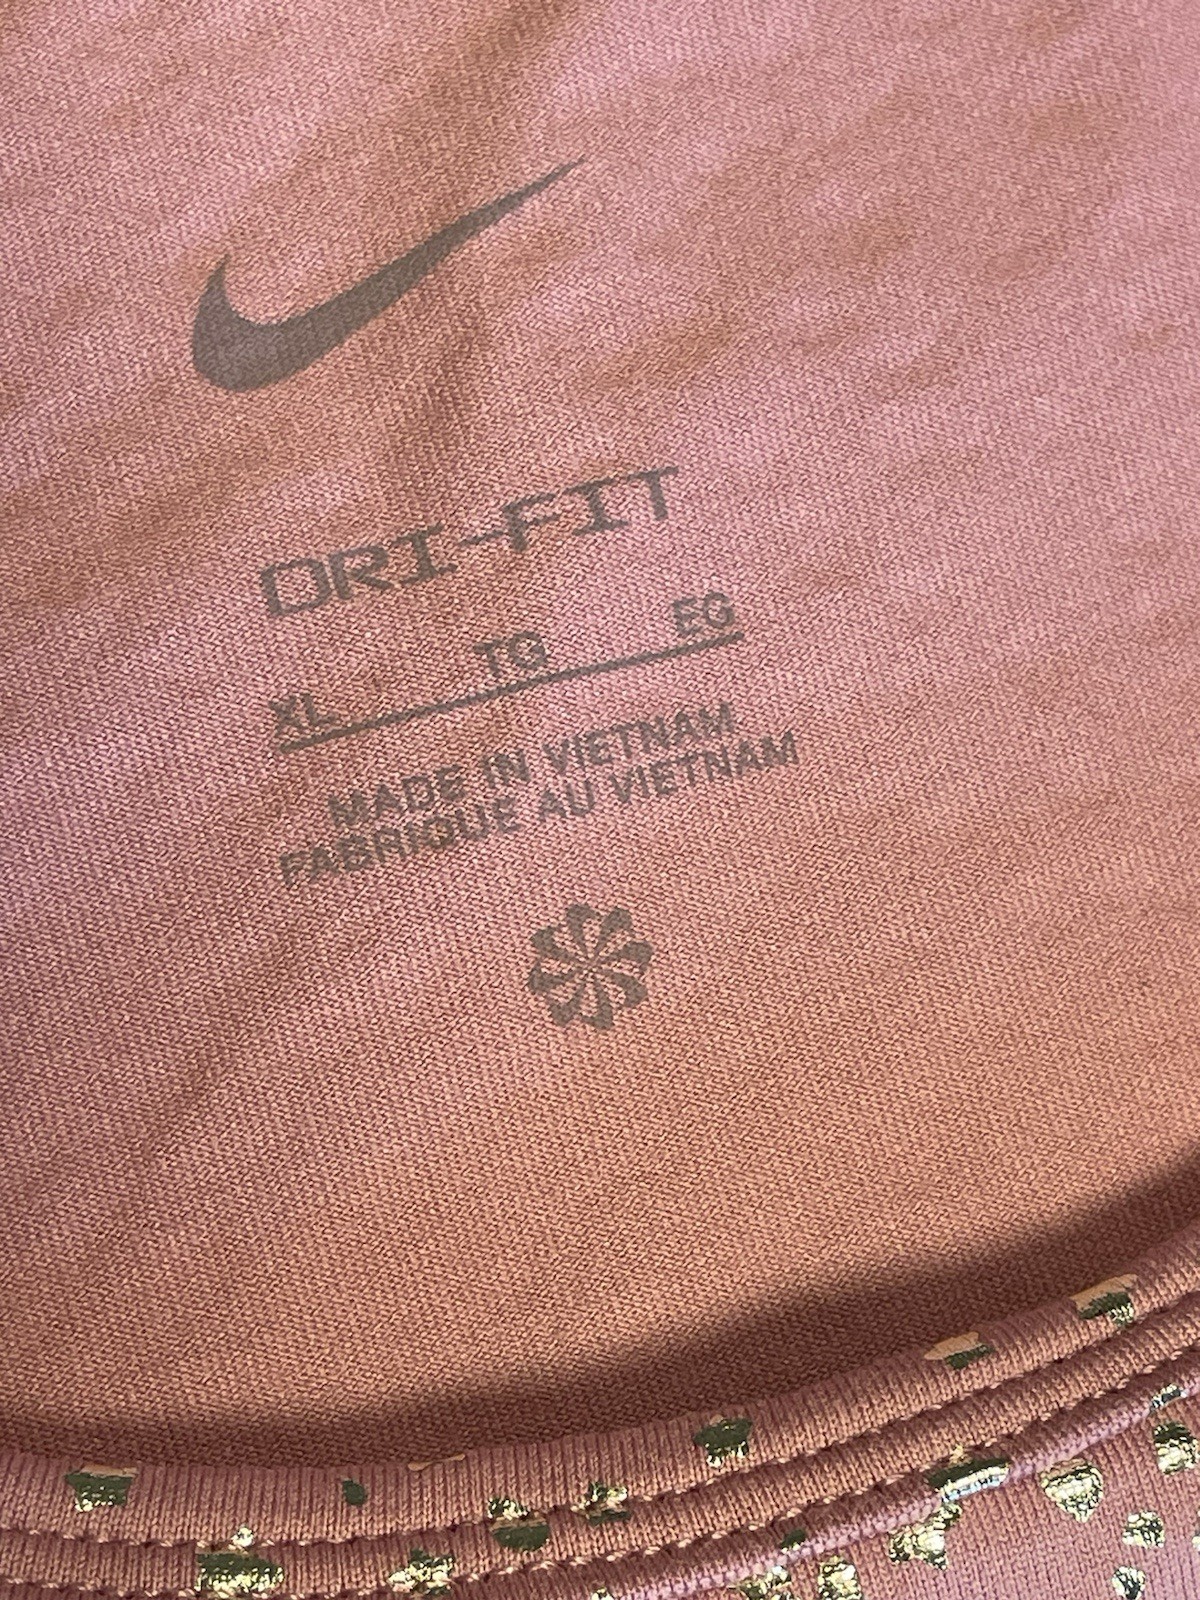 DRI-FIT
XL TG EG
MADE IN VIETNAM
FABRIQUE AU VIETNAM